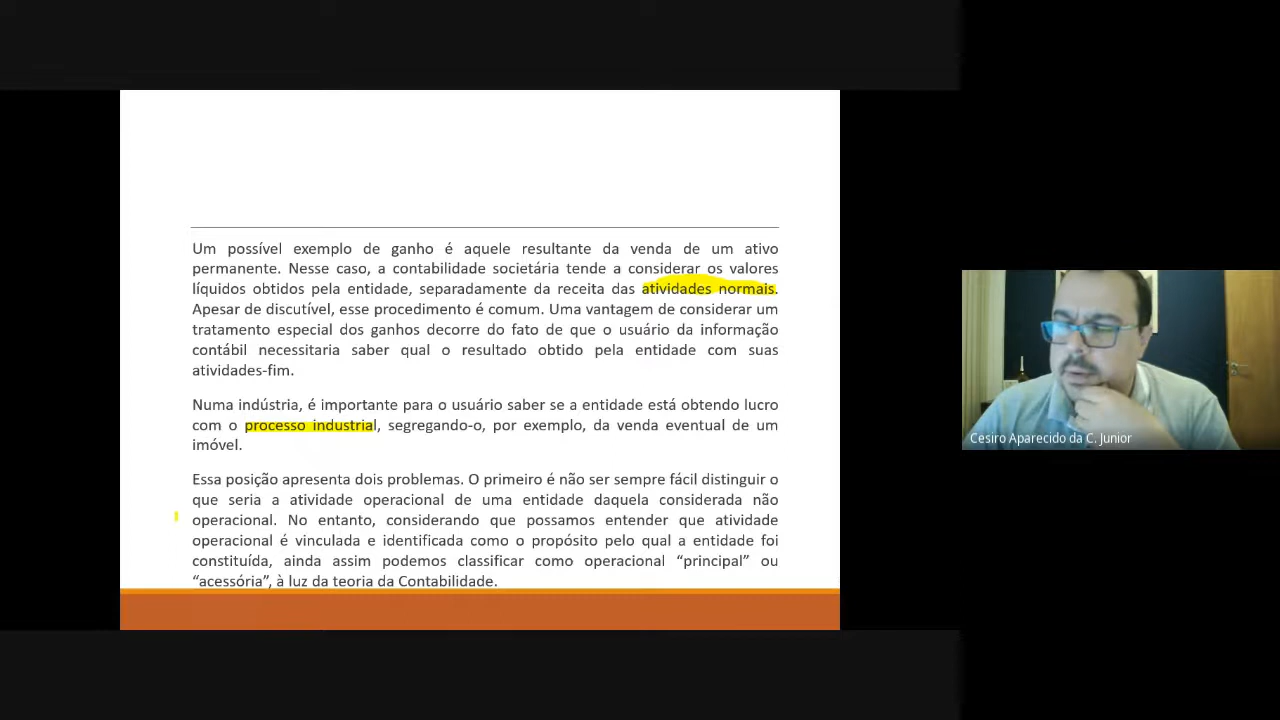 Um possível exemplo de ganho é aquele resultante da venda de um ativo
permanente. Nesse caso, a contabilidade societária tende a considerar os valores
líquidos obtidos pela entidade, separadamente da receita das atividades normais.
Apesar de discutível, esse procedimento é comum. Uma vantagem de considerar um
tratamento especial dos ganhos decorre do fato de que o usuário da informação
contábil necessitaria saber qual o resultado obtido pela entidade com suas
atividades-fim.
Numa indústria, é importante para o usuário saber se a entidade está obtendo lucro
com o processo industrial, segregando-o, por exemplo, da venda eventual de um
imóvel.
Essa posição apresenta dois problemas. O primeiro é não ser sempre fácil distinguir o
que seria a atividade operacional de uma entidade daquela considerada não
operacional. No entanto, considerando que possamos entender que atividade
operacional é vinculada e identificada como o propósito pelo qual a entidade foi
constituída, ainda assim podemos classificar como operacional “principal” ou
“acessória”, à luz da teoria da Contabilidade.
Cesiro Aparecido da C. Junior